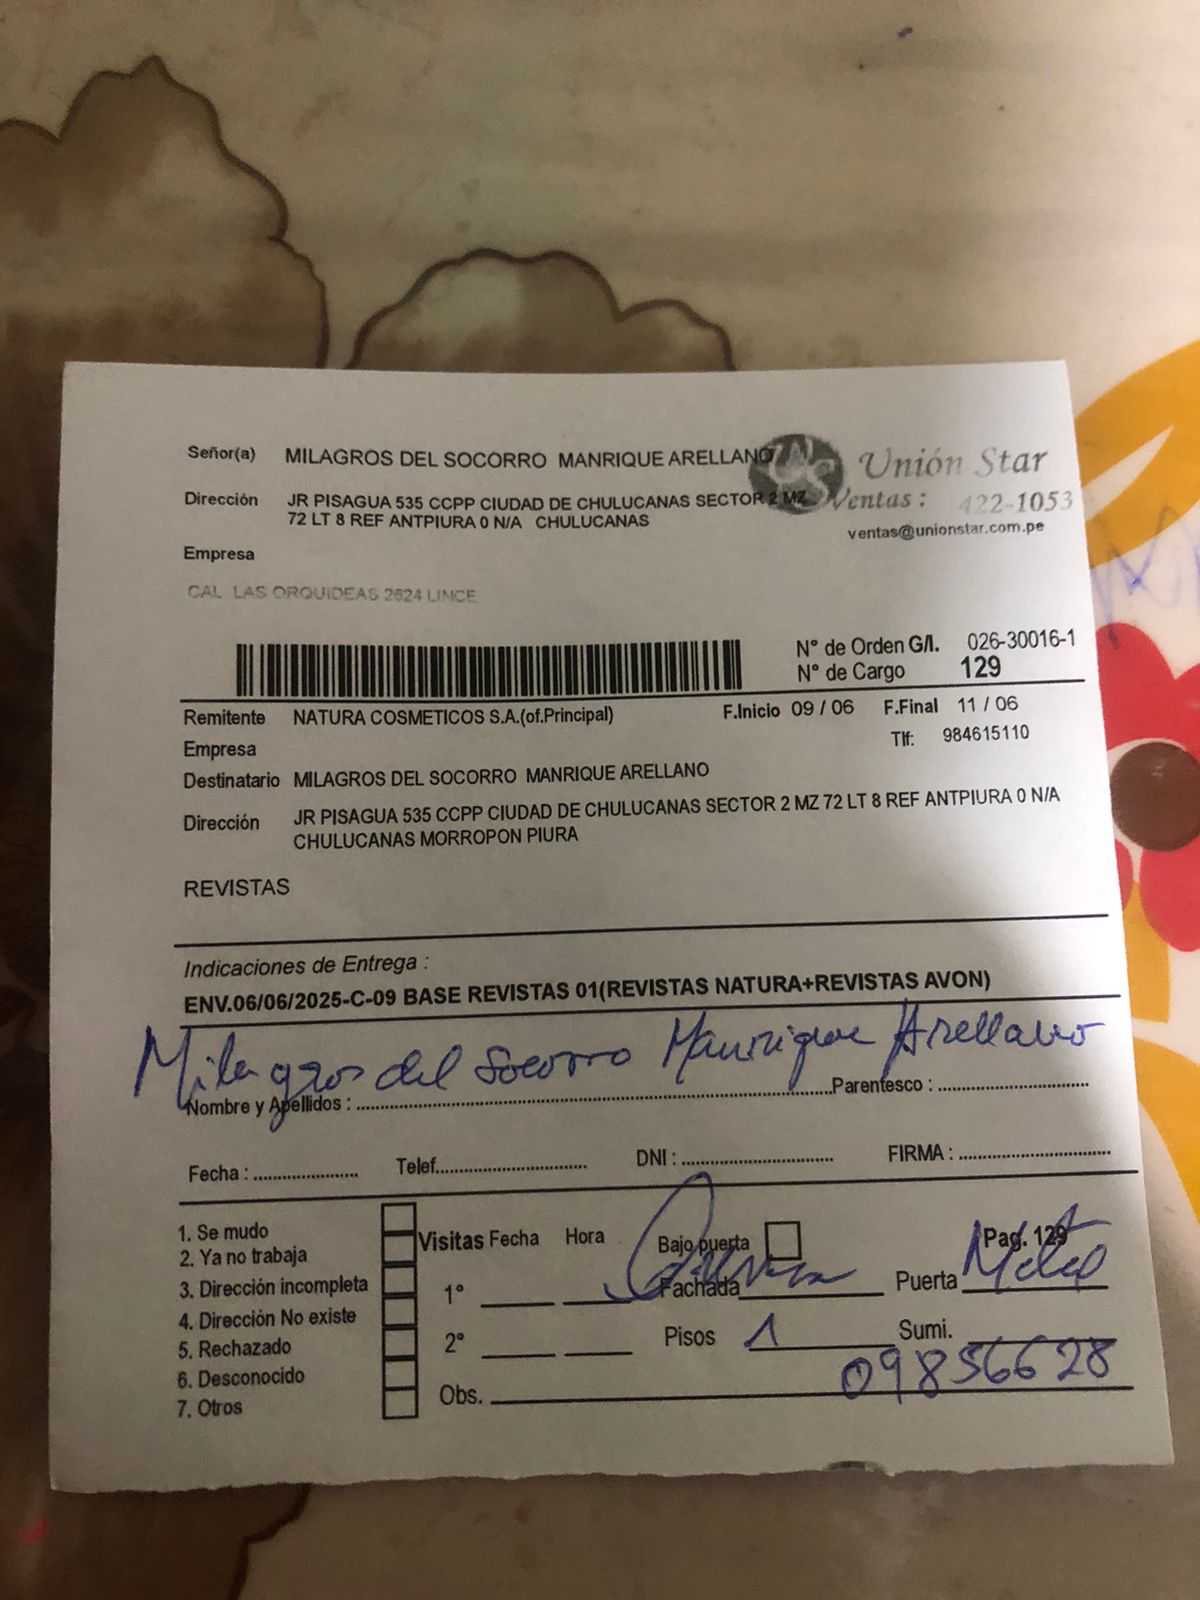 Señor(a) MILAGROS DEL SOCORRO MANRIQUE ARELLANO
Unión Star
Dirección JR PISAGUA 535 CCPP CIUDAD DE CHULUCANAS SECTOR 2 MZ
72 LT 8 REF ANTPIURA 0 N/A CHULUCANAS
Ventas: 422-1053
ventas@unionstar.com.pe
Empresa
CAL LAS ORQUIDEAS 2624 LINCE
N° de Orden G/I. 026-30016-1
N° de Cargo 129
Remitente NATURA COSMETICOS S.A.(of.Principal) F.Inicio 09 / 06 F.Final 11 / 06
Empresa Tlf: 984615110
Destinatario MILAGROS DEL SOCORRO MANRIQUE ARELLANO
Dirección JR PISAGUA 535 CCPP CIUDAD DE CHULUCANAS SECTOR 2 MZ 72 LT 8 REF ANTPIURA 0 N/A
CHULUCANAS MORROPON PIURA
REVISTAS
Indicaciones de Entrega :
ENV.06/06/2025-C-09 BASE REVISTAS 01(REVISTAS NATURA+REVISTAS AVON)
Milagros del Socorro Manrique Arellano
Nombre y Apellidos : Parentesco :
Fecha : Telef. DNI : FIRMA :
1. Se mudo
2. Ya no trabaja
3. Dirección incompleta
4. Dirección No existe
5. Rechazado
6. Desconocido
7. Otros
Visitas Fecha Hora Bajo puerta Pag. 129
1° Fachada Puerta Metal
2° Pisos 1 Sumi.
09856628
Obs.